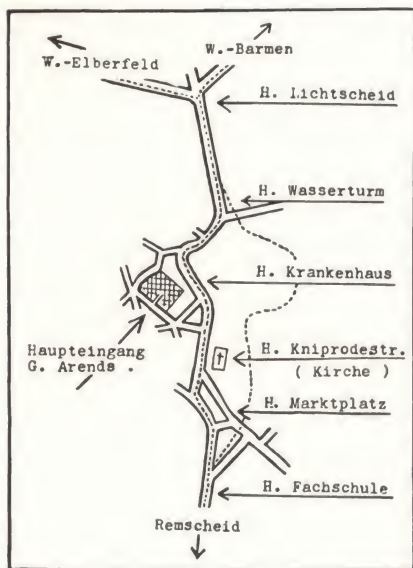 W.-Barmen
W.-Elberfeld
H. Lichtscheid
H. Wasserturm
H. Krankenhaus
Haupteingang
G. Arends .
H. Kniprodestr.
( Kirche )
H. Marktplatz
H. Fachschule
Remscheid